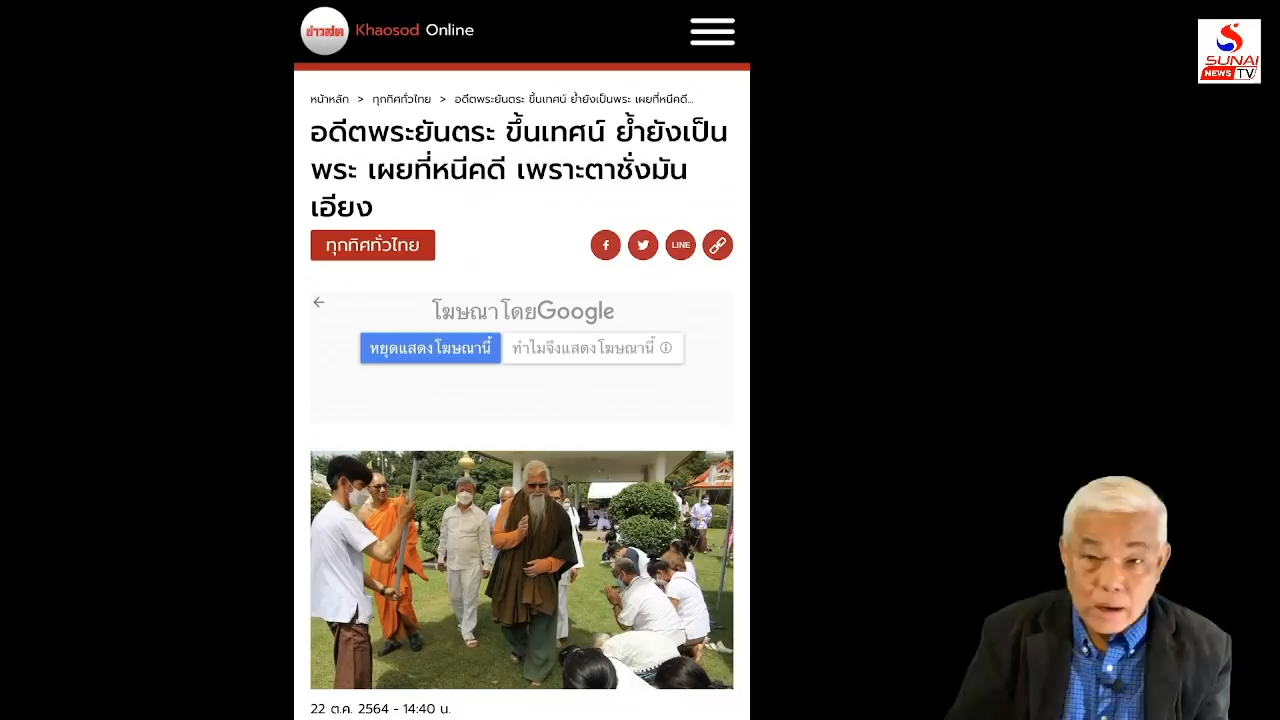 ข่าวสด Khaosod Online
SUNAI
NEWS TV
หน้าหลัก > ทุกทิศทั่วไทย > อดีตพระยันตระ ขึ้นเทศน์ ย้ำยังเป็นพระ เผยที่หนีคดี...
อดีตพระยันตระ ขึ้นเทศน์ ย้ำยังเป็น
พระ เผยที่หนีคดี เพราะตาชั่งมัน
เอียง
ทุกทิศทั่วไทย
LINE
โฆษณาโดยGoogle
หยุดแสดงโฆษณานี้ ทำไมจึงแสดงโฆษณานี้
22 ต.ค. 2564 - 14:40 น.